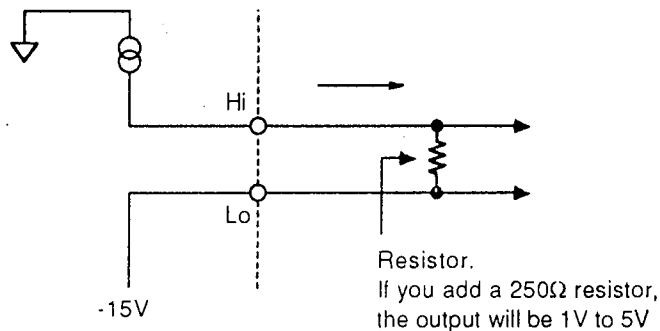 Hi
Lo
-15V
Resistor.
If you add a 250Ω resistor,
the output will be 1V to 5V